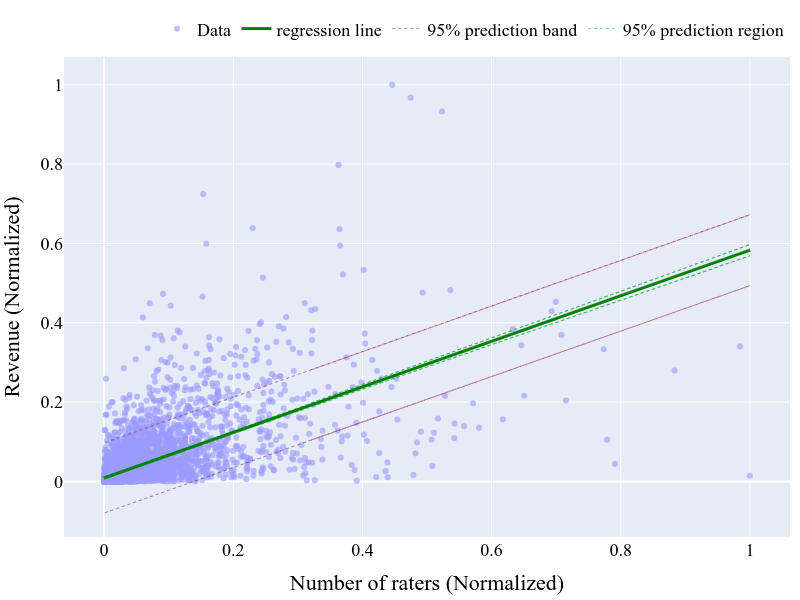 Data regression line 95% prediction band 95% prediction region
1
0.8
0.6
0.4
0.2
0
Revenue (Normalized)
0 0.2 0.4 0.6 0.8 1
Number of raters (Normalized)